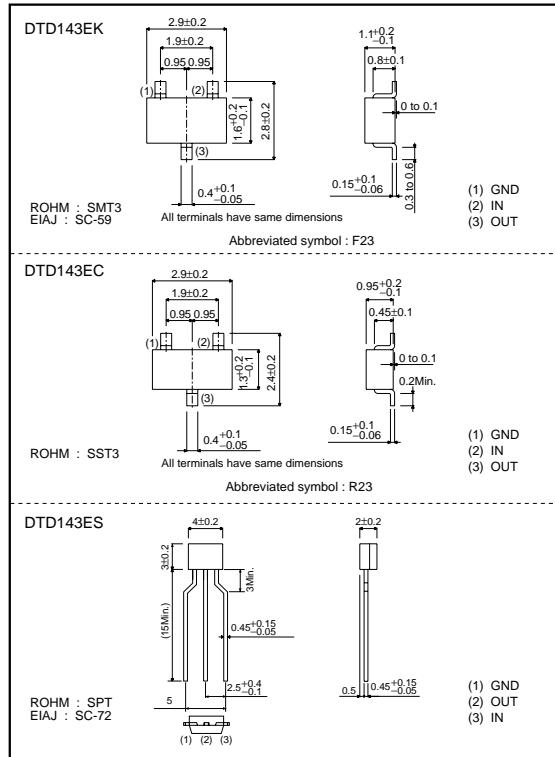 DTD143EK
2.9±0.2
1.9±0.2
0.95 0.95
(1) (2)
(3)
1.6+0.2−0.1
2.8±0.2
0.4+0.1−0.05
1.1+0.2−0.1
0.8±0.1
0 to 0.1
0.15+0.1−0.06
0.3 to 0.6
ROHM : SMT3
EIAJ : SC-59
All terminals have same dimensions
Abbreviated symbol : F23
(1) GND
(2) IN
(3) OUT
DTD143EC
2.9±0.2
1.9±0.2
0.95 0.95
(1) (2)
(3)
1.3+0.2−0.1
2.4±0.2
0.4+0.1−0.05
0.95+0.2−0.1
0.45±0.1
0 to 0.1
0.2Min.
0.15+0.1−0.06
ROHM : SST3
All terminals have same dimensions
Abbreviated symbol : R23
(1) GND
(2) IN
(3) OUT
DTD143ES
4±0.2
3±0.2
(15Min.)
3Min.
0.45+0.15−0.05
2.5+0.4−0.1
5
(1) (2) (3)
2±0.2
0.5
0.45+0.15−0.05
ROHM : SPT
EIAJ : SC-72
(1) GND
(2) OUT
(3) IN